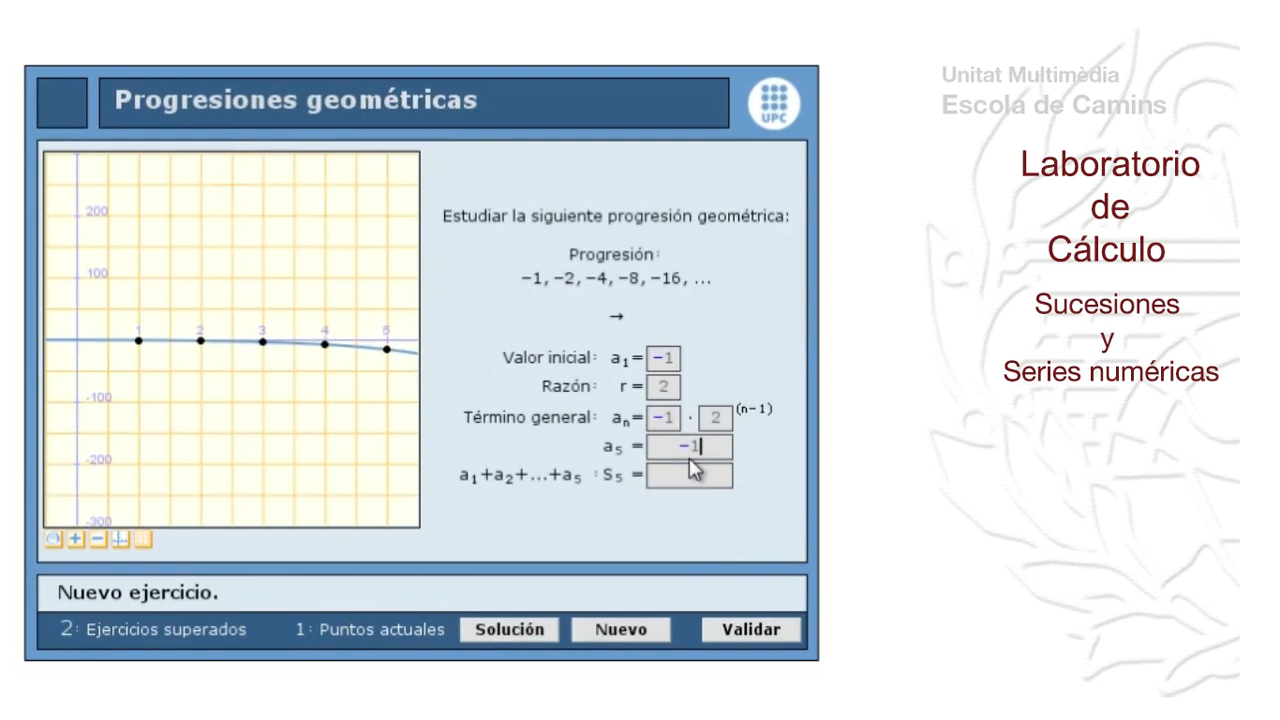 Progresiones geométricas
UPC
Unitat Multimèdia
Escola de Camins
Laboratorio
de
Cálculo
Sucesiones
y
Series numéricas
200
100
-100
-200
-300
1 2 3 4 5
Estudiar la siguiente progresión geométrica:
Progresión:
−1, −2, −4, −8, −16, ...
→
Valor inicial: a₁= −1
Razón: r = 2
Término general: aₙ= −1 · 2 (n−1)
a₅ = −1
a₁+a₂+...+a₅ : S₅ =
Nuevo ejercicio.
2: Ejercicios superados 1: Puntos actuales Solución Nuevo Validar